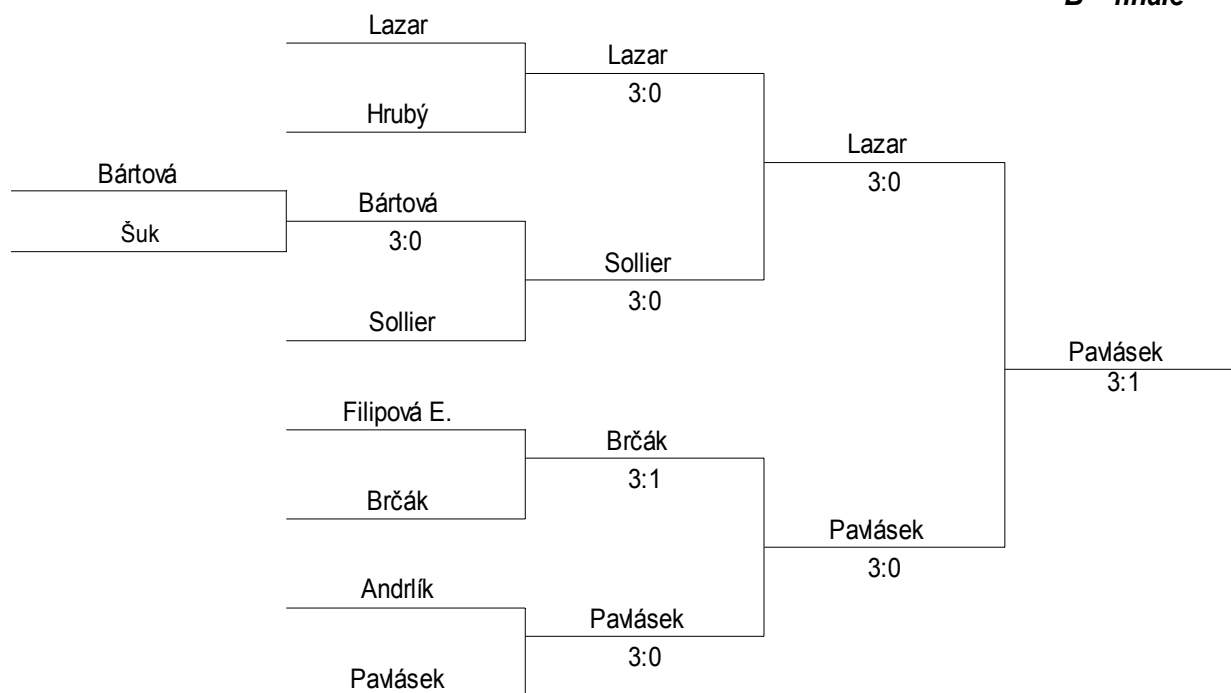 Lazar
Lazar
3:0
Hrubý
Lazar
3:0
Bártová
Bártová
3:0
Šuk
Sollier
3:0
Sollier
Pavlásek
3:1
Filipová E.
Brčák
3:1
Brčák
Pavlásek
3:0
Andrlík
Pavlásek
3:0
Pavlásek